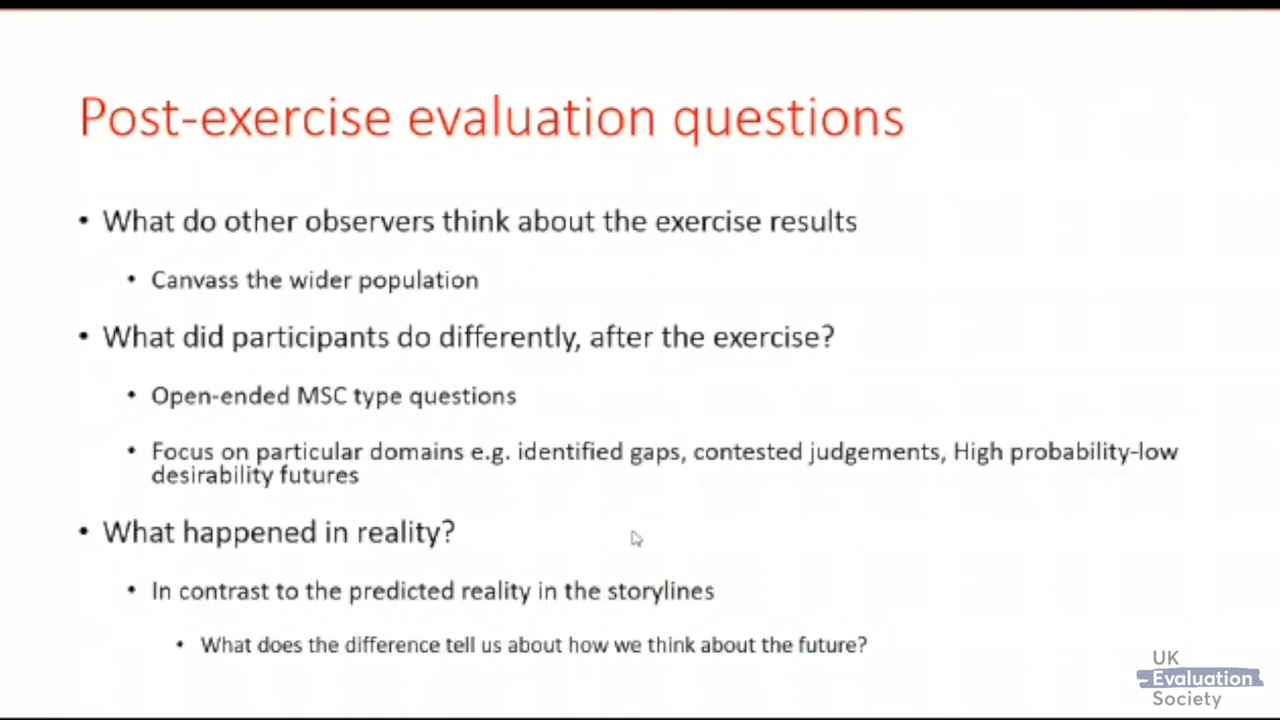 Post-exercise evaluation questions
• What do other observers think about the exercise results
• Canvass the wider population
• What did participants do differently, after the exercise?
• Open-ended MSC type questions
• Focus on particular domains e.g. identified gaps, contested judgements, High probability-low
desirability futures
• What happened in reality?
• In contrast to the predicted reality in the storylines
• What does the difference tell us about how we think about the future?
UK
Evaluation
Society